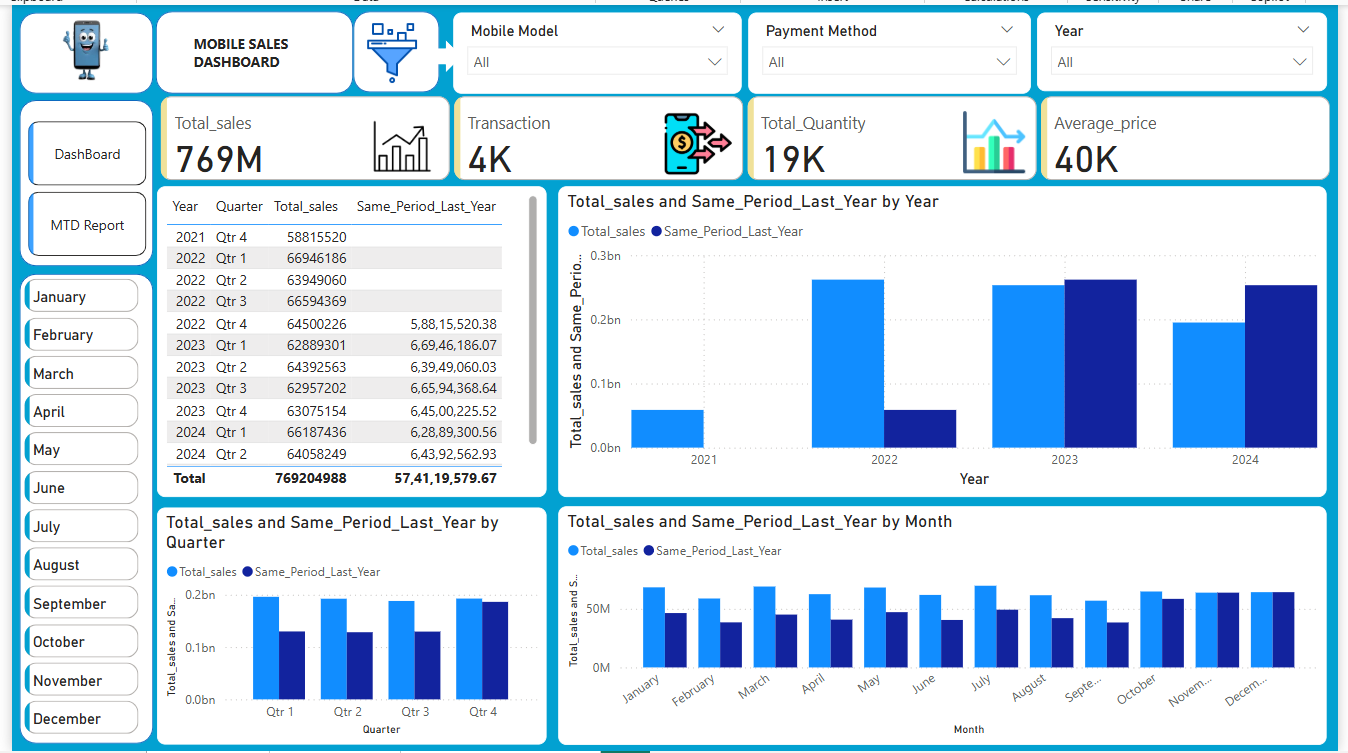 Data
MOBILE SALES
DASHBOARD
Mobile Model
All
Payment Method
All
Year
All
DashBoard
MTD Report
Total_sales
769M
Transaction
4K
Total_Quantity
19K
Average_price
40K
January
February
March
April
May
June
July
August
September
October
November
December
Year Quarter Total_sales Same_Period_Last_Year
2021 Qtr 4 58815520
2022 Qtr 1 66946186
2022 Qtr 2 63949060
2022 Qtr 3 66594369
2022 Qtr 4 64500226 5,88,15,520.38
2023 Qtr 1 62889301 6,69,46,186.07
2023 Qtr 2 64392563 6,39,49,060.03
2023 Qtr 3 62957202 6,65,94,368.64
2023 Qtr 4 63075154 6,45,00,225.52
2024 Qtr 1 66187436 6,28,89,300.56
2024 Qtr 2 64058249 6,43,92,562.93
Total 769204988 57,41,19,579.67
Total_sales and Same_Period_Last_Year by Year
Total_sales Same_Period_Last_Year
Total_sales and Same_Perio...
0.3bn
0.2bn
0.1bn
0.0bn
2021 2022 2023 2024
Year
Total_sales and Same_Period_Last_Year by
Quarter
Total_sales Same_Period_Last_Year
Total_sales and Sa...
0.2bn
0.1bn
0.0bn
Qtr 1 Qtr 2 Qtr 3 Qtr 4
Quarter
Total_sales and Same_Period_Last_Year by Month
Total_sales Same_Period_Last_Year
Total_sales and S...
50M
0M
January February March April May June July August Septe... October Novem... Decem...
Month